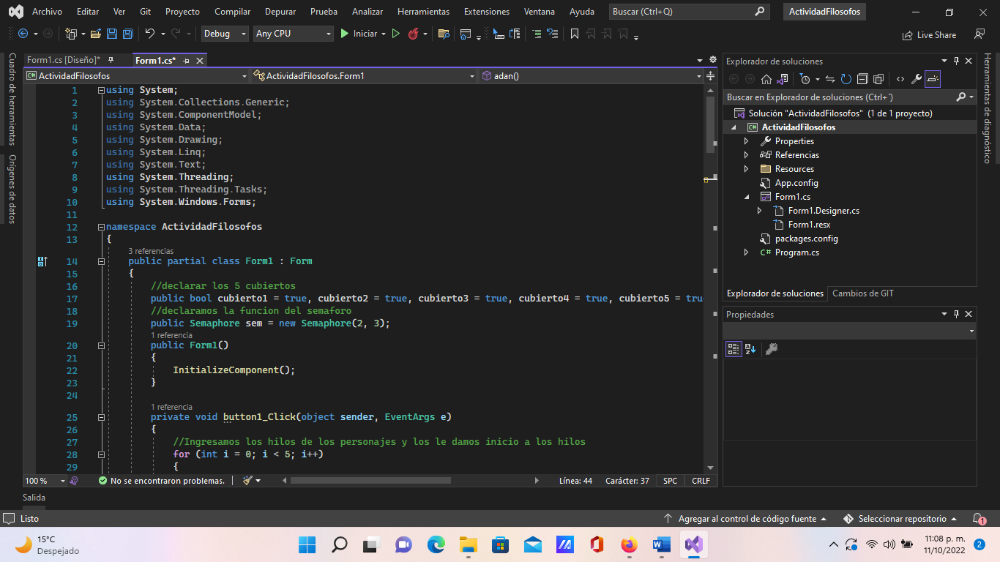 Archivo Editar Ver Git Proyecto Compilar Depurar Prueba Analizar Herramientas Extensiones Ventana Ayuda Buscar (Ctrl+Q) ActividadFilosofos
Debug Any CPU Iniciar Live Share
Cuadro de herramientas
Orígenes de datos
Form1.cs [Diseño]* Form1.cs*
ActividadFilosofos ActividadFilosofos.Form1 adan()
1 using System;
2 using System.Collections.Generic;
3 using System.ComponentModel;
4 using System.Data;
5 using System.Drawing;
6 using System.Linq;
7 using System.Text;
8 using System.Threading;
9 using System.Threading.Tasks;
10 using System.Windows.Forms;
11
12 namespace ActividadFilosofos
13 {
3 referencias
14 public partial class Form1 : Form
15 {
16 //declarar los 5 cubiertos
17 public bool cubierto1 = true, cubierto2 = true, cubierto3 = true, cubierto4 = true, cubierto5 = tru
18 //declaramos la funcion del semaforo
19 public Semaphore sem = new Semaphore(2, 3);
1 referencia
20 public Form1()
21 {
22 InitializeComponent();
23 }
24
1 referencia
25 private void button1_Click(object sender, EventArgs e)
26 {
27 //Ingresamos los hilos de los personajes y los le damos inicio a los hilos
28 for (int i = 0; i < 5; i++)
29 {
100 % No se encontraron problemas. Línea: 44 Carácter: 37 SPC CRLF
Salida
Explorador de soluciones
Buscar en Explorador de soluciones (Ctrl+´)
Solución "ActividadFilosofos" (1 de 1 proyecto)
C# ActividadFilosofos
Properties
Referencias
Resources
App.config
Form1.cs
Form1.Designer.cs
Form1.resx
packages.config
C# Program.cs
Explorador de soluciones Cambios de GIT
Propiedades
Herramientas de diagnóstico
Listo Agregar al control de código fuente Seleccionar repositorio 1
15°C
Despejado
11:08 p. m.
11/10/2022
2